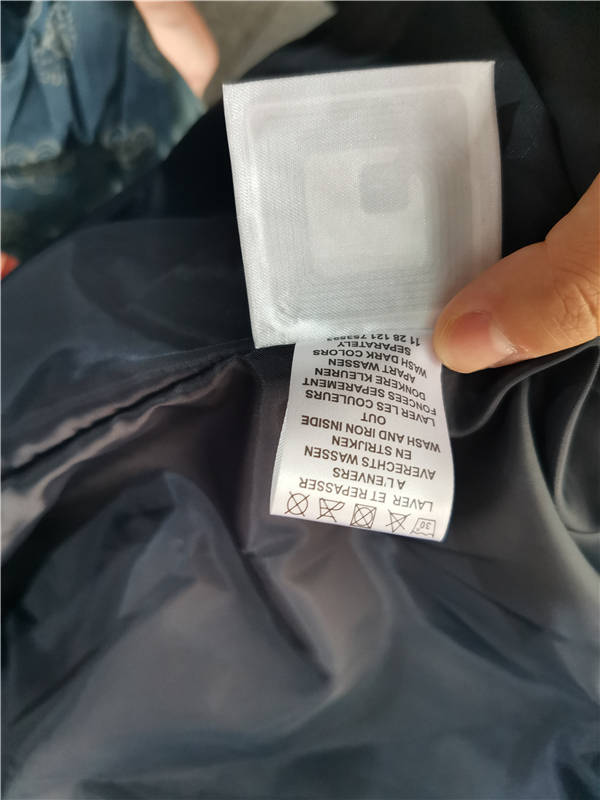 30°
LAVER ET REPASSER
A L'ENVERS
AVERECHTS WASSEN
EN STRIJKEN
WASH AND IRON INSIDE
OUT
LAVER LES COULEURS
FONCEES SEPAREMENT
DONKERE KLEUREN
APART WASSEN
WASH DARK COLORS
SEPARATELY
11 28 121 753593